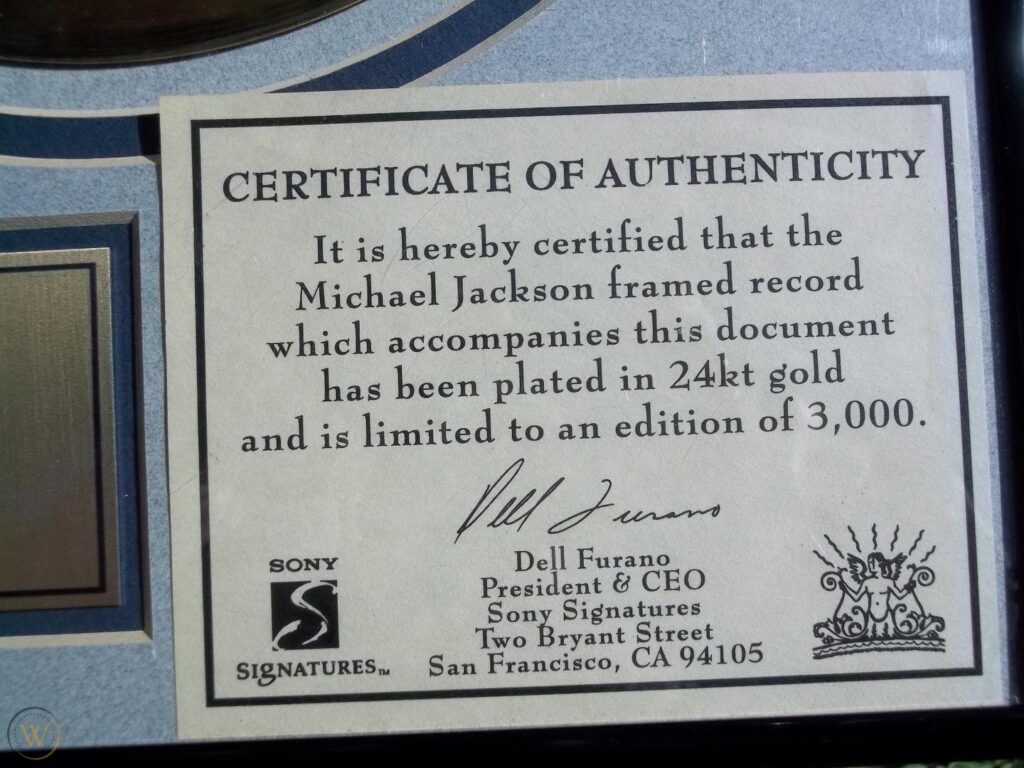 CERTIFICATE OF AUTHENTICITY
It is hereby certified that the
Michael Jackson framed record
which accompanies this document
has been plated in 24kt gold
and is limited to an edition of 3,000.
Dell Furano
Dell Furano
President & CEO
Sony Signatures
Two Bryant Street
San Francisco, CA 94105
SONY
S
SIGNATURES™
W